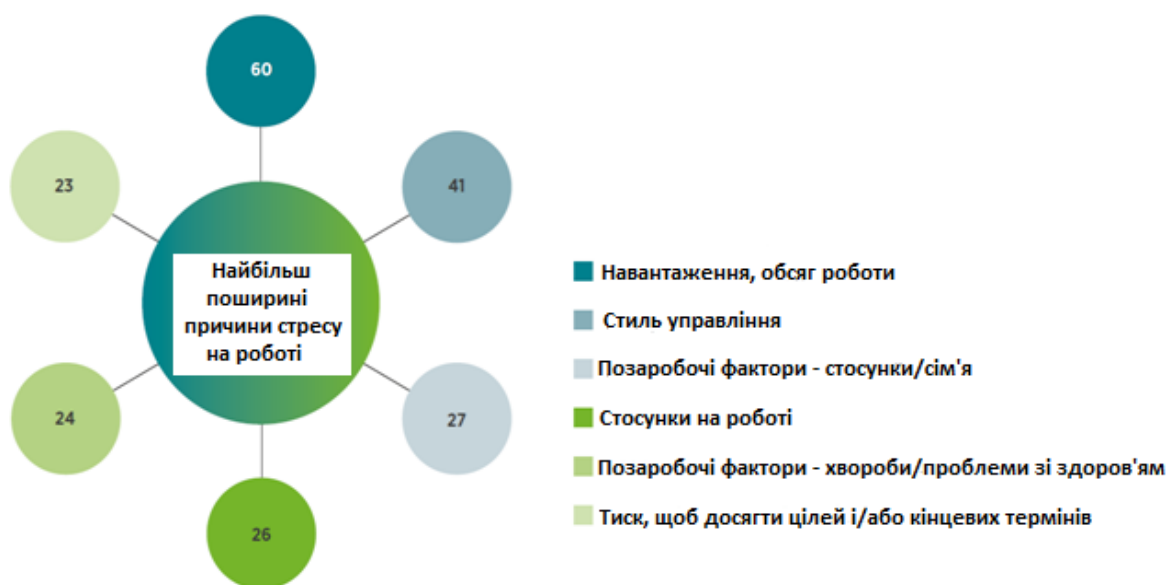 60
23
41
Найбільш
поширині
причини стресу
на роботі
24
27
26
Навантаження, обсяг роботи
Стиль управління
Позаробочі фактори - стосунки/сім'я
Стосунки на роботі
Позаробочі фактори - хвороби/проблеми зі здоров'ям
Тиск, щоб досягти цілей і/або кінцевих термінів